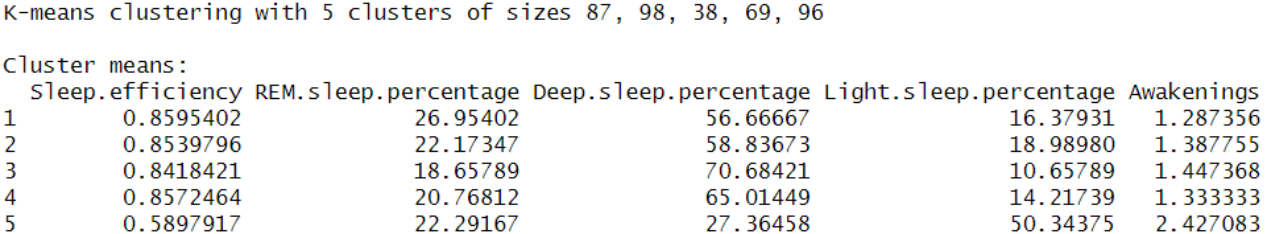 K-means clustering with 5 clusters of sizes 87, 98, 38, 69, 96
Cluster means:
Sleep.efficiency REM.sleep.percentage Deep.sleep.percentage Light.sleep.percentage Awakenings
1 0.8595402 26.95402 56.66667 16.37931 1.287356
2 0.8539796 22.17347 58.83673 18.98980 1.387755
3 0.8418421 18.65789 70.68421 10.65789 1.447368
4 0.8572464 20.76812 65.01449 14.21739 1.333333
5 0.5897917 22.29167 27.36458 50.34375 2.427083